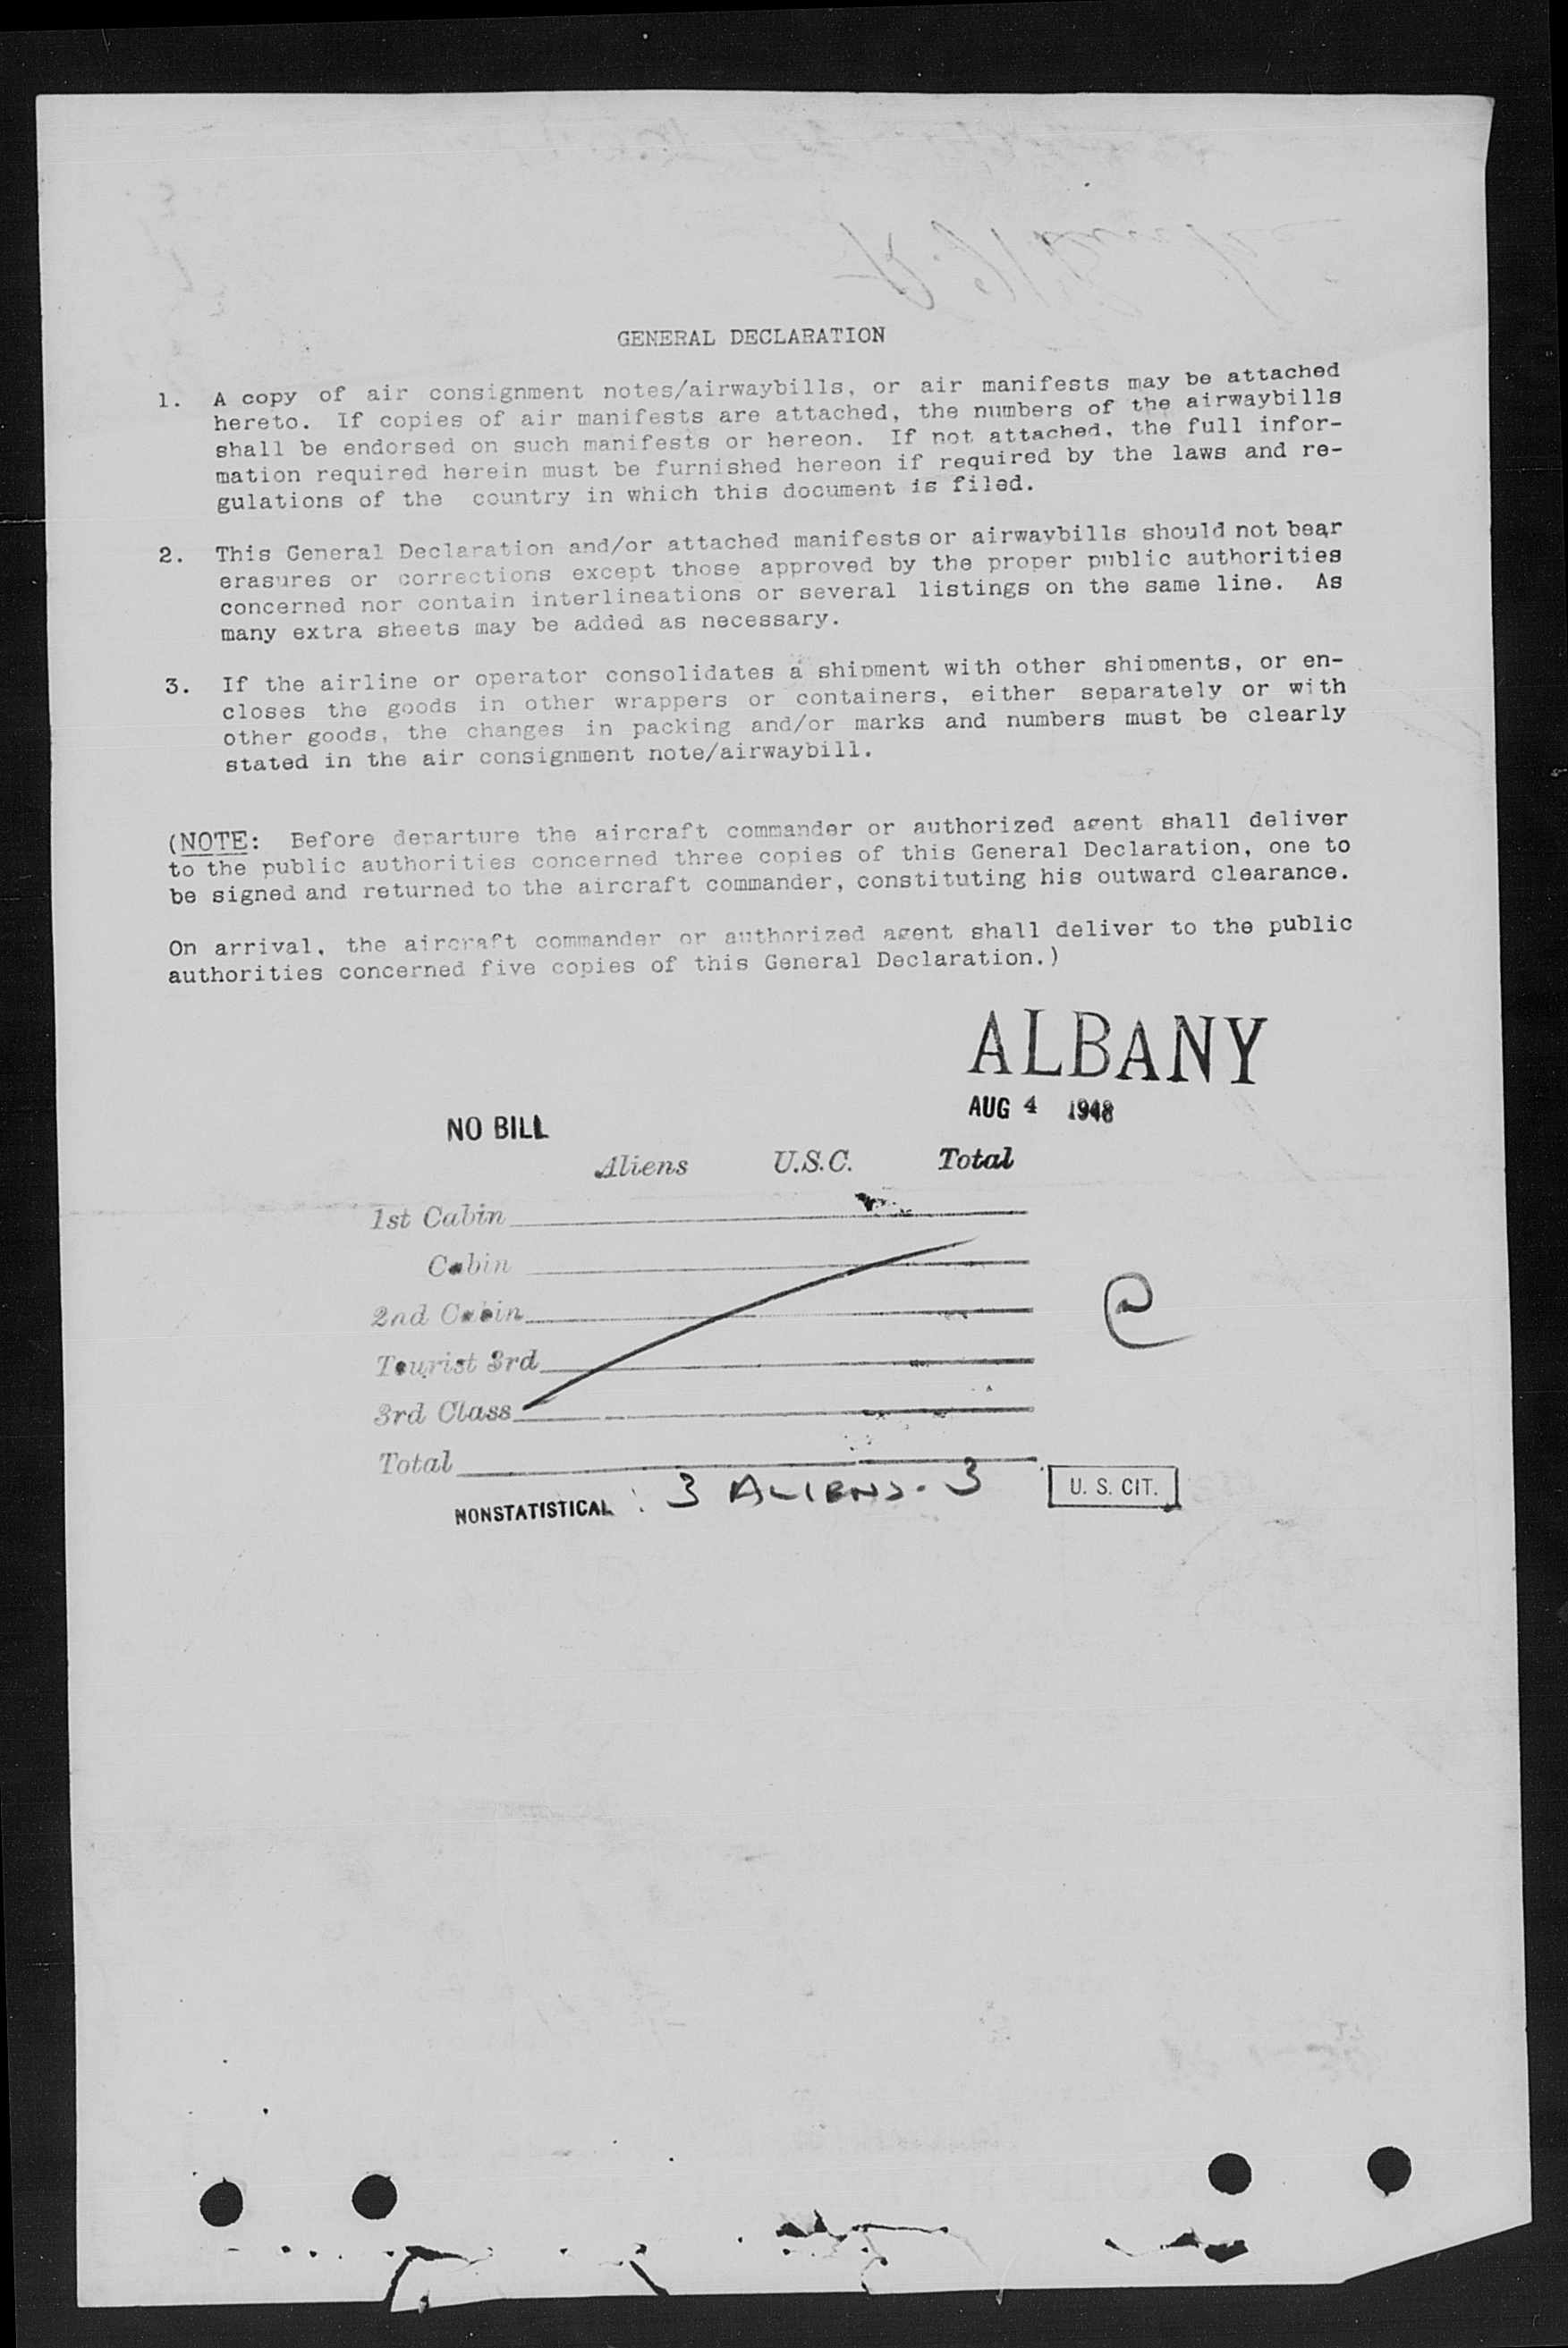 GENERAL DECLARATION
1. A copy of air consignment notes/airwaybills, or air manifests may be attached
hereto. If copies of air manifests are attached, the numbers of the airwaybills
shall be endorsed on such manifests or hereon. If not attached, the full infor-
mation required herein must be furnished hereon if required by the laws and re-
gulations of the country in which this document is filed.
2. This General Declaration and/or attached manifests or airwaybills should not bear
erasures or corrections except those approved by the proper public authorities
concerned nor contain interlineations or several listings on the same line. As
many extra sheets may be added as necessary.
3. If the airline or operator consolidates a shipment with other shipments, or en-
closes the goods in other wrappers or containers, either separately or with
other goods, the changes in packing and/or marks and numbers must be clearly
stated in the air consignment note/airwaybill.
(NOTE: Before departure the aircraft commander or authorized agent shall deliver
to the public authorities concerned three copies of this General Declaration, one to
be signed and returned to the aircraft commander, constituting his outward clearance.
On arrival, the aircraft commander or authorized agent shall deliver to the public
authorities concerned five copies of this General Declaration.)
ALBANY
AUG 4 1948
NO BILL
Aliens U.S.C. Total
1st Cabin
Cabin
2nd Cabin
Tourist 3rd
3rd Class
Total
NONSTATISTICAL : 3 ALIENS. 3 U. S. CIT.